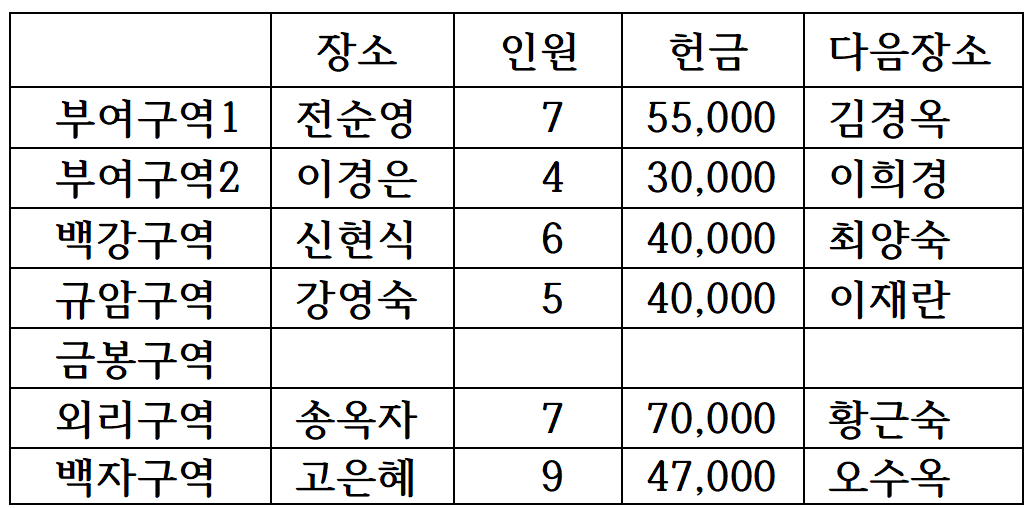 장소 인원 헌금 다음장소
부여구역1 전순영 7 55,000 김경옥
부여구역2 이경은 4 30,000 이희경
백강구역 신현식 6 40,000 최양숙
규암구역 강영숙 5 40,000 이재란
금봉구역
외리구역 송옥자 7 70,000 황근숙
백자구역 고은혜 9 47,000 오수옥